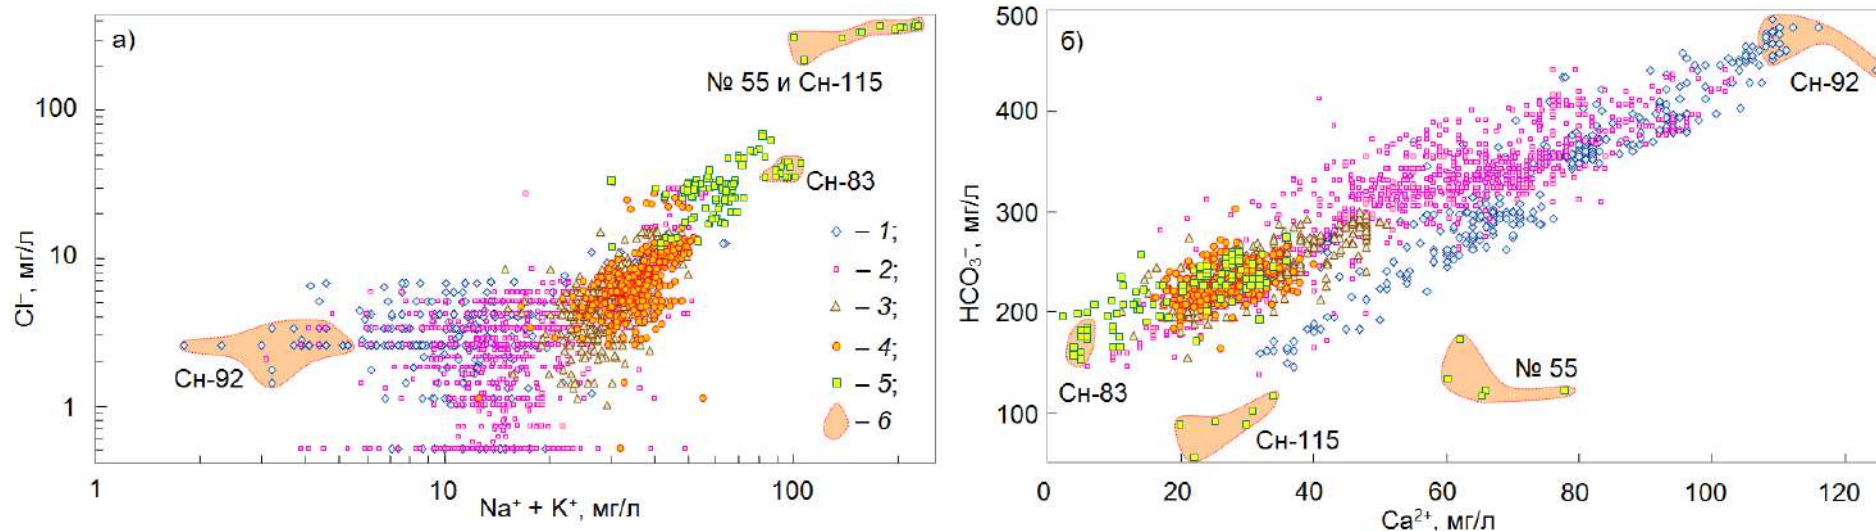 а)
Cl⁻, мг/л
100
10
1
№ 55 и Сн-115
Сн-83
Сн-92
– 1;
– 2;
– 3;
– 4;
– 5;
– 6
1
10
100
Na⁺ + K⁺, мг/л
б)
HCO₃⁻, мг/л
500
400
300
200
100
Сн-92
Сн-83
№ 55
Сн-115
0
20
40
60
80
100
120
Ca²⁺, мг/л